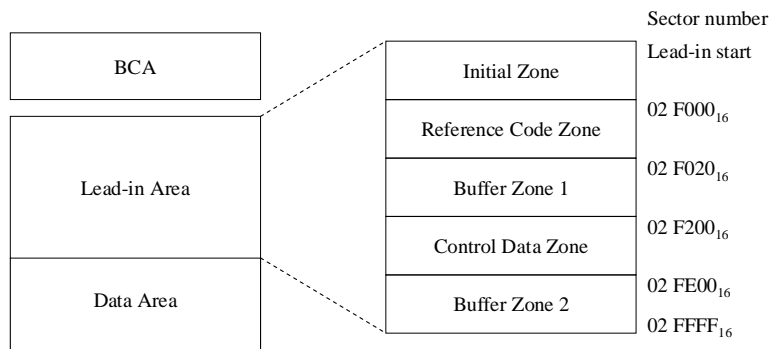 Sector number
BCA
Lead-in start
Initial Zone
02 F000₁₆
Reference Code Zone
02 F020₁₆
Lead-in Area
Buffer Zone 1
02 F200₁₆
Control Data Zone
02 FE00₁₆
Data Area
Buffer Zone 2
02 FFFF₁₆